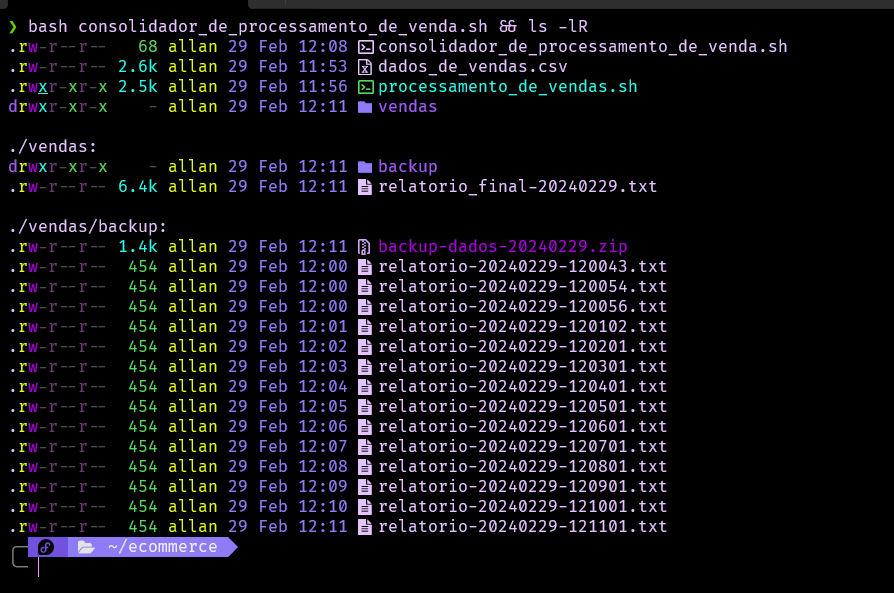 ❯ bash consolidador_de_processamento_de_venda.sh && ls -lR
.rw-r--r-- 68 allan 29 Feb 12:08 consolidador_de_processamento_de_venda.sh
.rw-r--r-- 2.6k allan 29 Feb 11:53 dados_de_vendas.csv
.rwxr-xr-x 2.5k allan 29 Feb 11:56 processamento_de_vendas.sh
drwxr-xr-x - allan 29 Feb 12:11 vendas

./vendas:
drwxr-xr-x - allan 29 Feb 12:11 backup
.rw-r--r-- 6.4k allan 29 Feb 12:11 relatorio_final-20240229.txt

./vendas/backup:
.rw-r--r-- 1.4k allan 29 Feb 12:11 backup-dados-20240229.zip
.rw-r--r-- 454 allan 29 Feb 12:00 relatorio-20240229-120043.txt
.rw-r--r-- 454 allan 29 Feb 12:00 relatorio-20240229-120054.txt
.rw-r--r-- 454 allan 29 Feb 12:00 relatorio-20240229-120056.txt
.rw-r--r-- 454 allan 29 Feb 12:01 relatorio-20240229-120102.txt
.rw-r--r-- 454 allan 29 Feb 12:02 relatorio-20240229-120201.txt
.rw-r--r-- 454 allan 29 Feb 12:03 relatorio-20240229-120301.txt
.rw-r--r-- 454 allan 29 Feb 12:04 relatorio-20240229-120401.txt
.rw-r--r-- 454 allan 29 Feb 12:05 relatorio-20240229-120501.txt
.rw-r--r-- 454 allan 29 Feb 12:06 relatorio-20240229-120601.txt
.rw-r--r-- 454 allan 29 Feb 12:07 relatorio-20240229-120701.txt
.rw-r--r-- 454 allan 29 Feb 12:08 relatorio-20240229-120801.txt
.rw-r--r-- 454 allan 29 Feb 12:09 relatorio-20240229-120901.txt
.rw-r--r-- 454 allan 29 Feb 12:10 relatorio-20240229-121001.txt
.rw-r--r-- 454 allan 29 Feb 12:11 relatorio-20240229-121101.txt
~/ecommerce